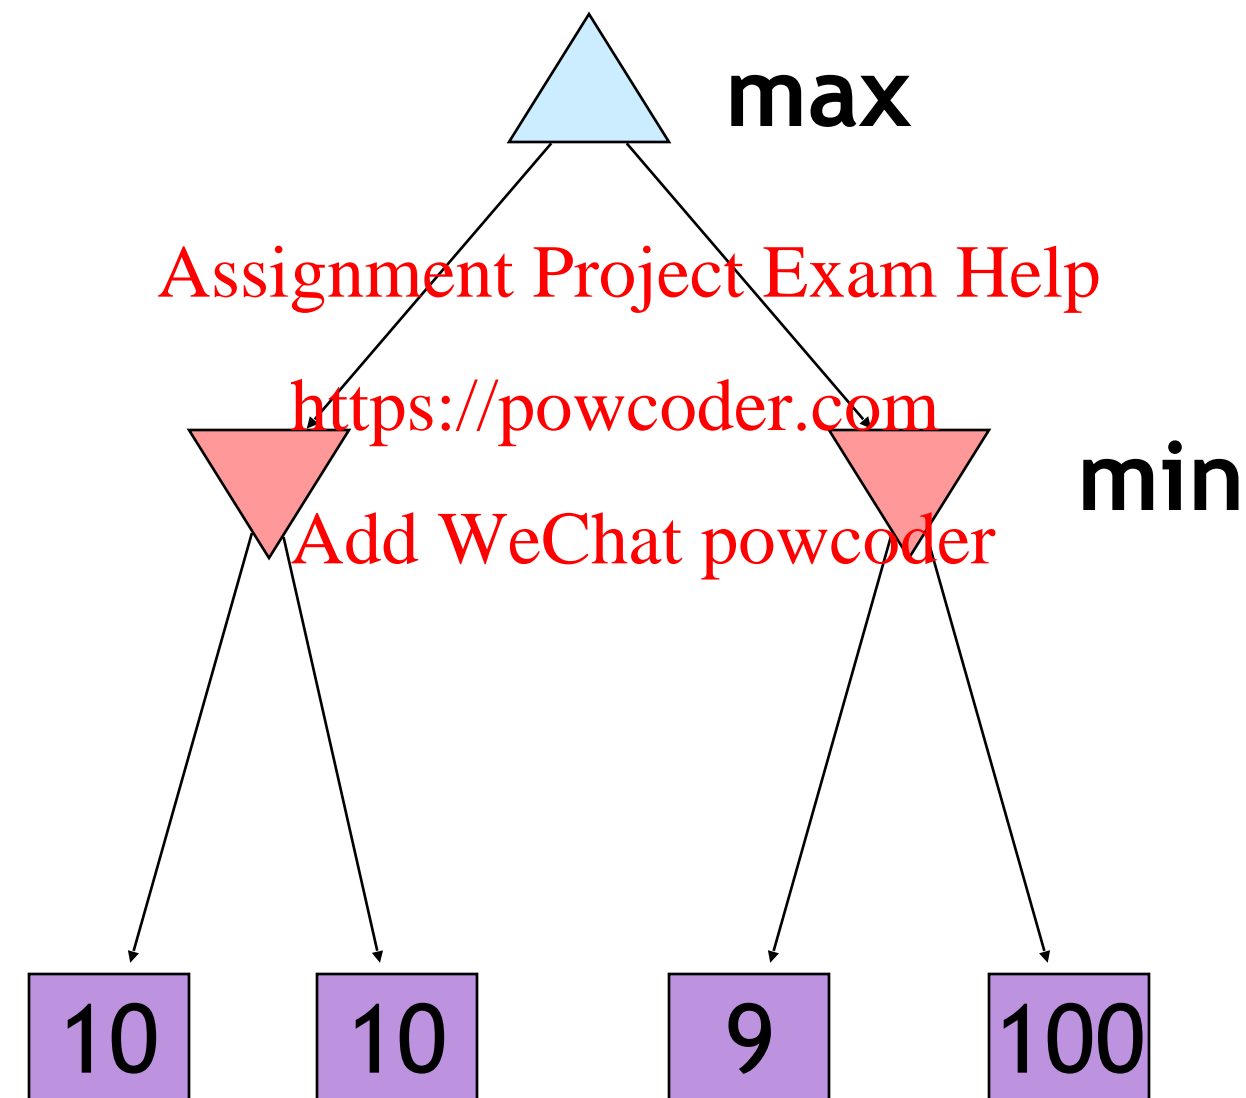 max
Assignment Project Exam Help
https://powcoder.com
min
Add WeChat powcoder
10 10 9 100